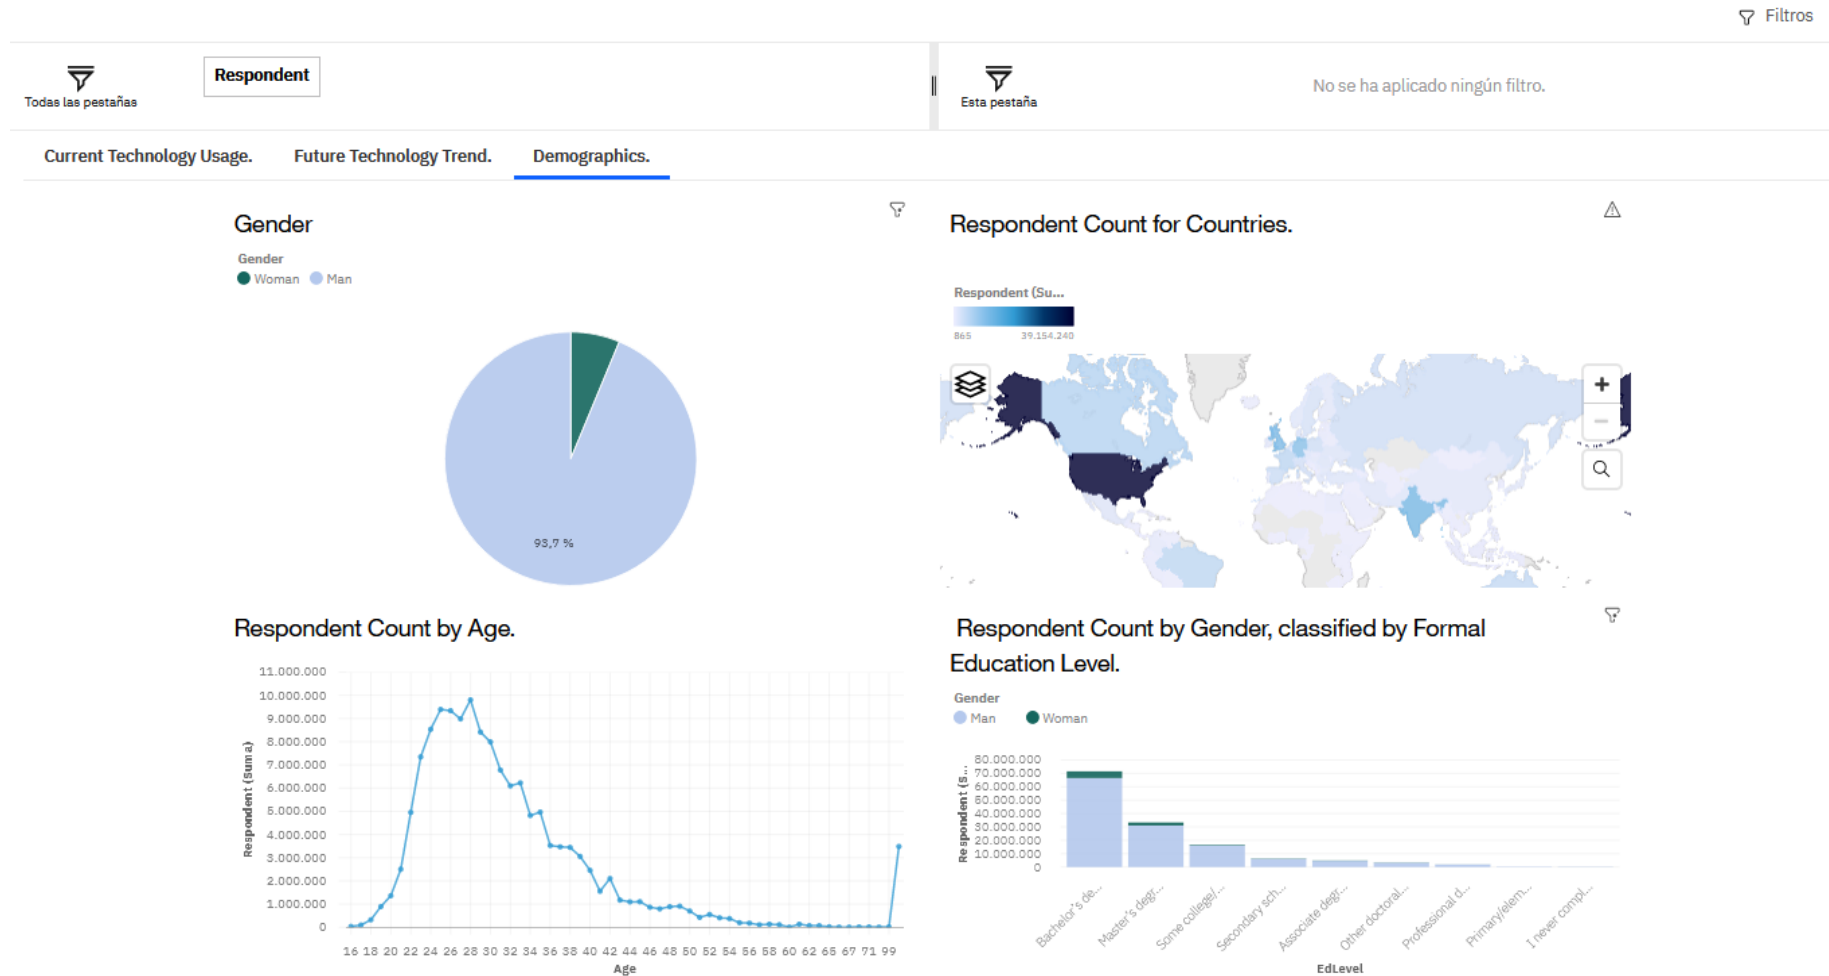 Filtros
Todas las pestañas
Respondent
Esta pestaña
No se ha aplicado ningún filtro.
Current Technology Usage.
Future Technology Trend.
Demographics.
Gender
Gender
Woman
Man
93,7 %
Respondent Count for Countries.
Respondent (Su...
865
39.154.240
Respondent Count by Age.
Respondent (Suma)
11.000.000
10.000.000
9.000.000
8.000.000
7.000.000
6.000.000
5.000.000
4.000.000
3.000.000
2.000.000
1.000.000
0
16 18 20 22 24 26 28 30 32 34 36 38 40 42 44 46 48 50 52 54 56 58 60 62 65 67 71 99
Age
Respondent Count by Gender, classified by Formal
Education Level.
Gender
Man
Woman
Respondent (S...
80.000.000
70.000.000
60.000.000
50.000.000
40.000.000
30.000.000
20.000.000
10.000.000
0
Bachelor's de...
Master's degr...
Some college/...
Secondary sch...
Associate degr...
Other doctoral...
Professional d...
Primary/elem...
I never compl...
EdLevel